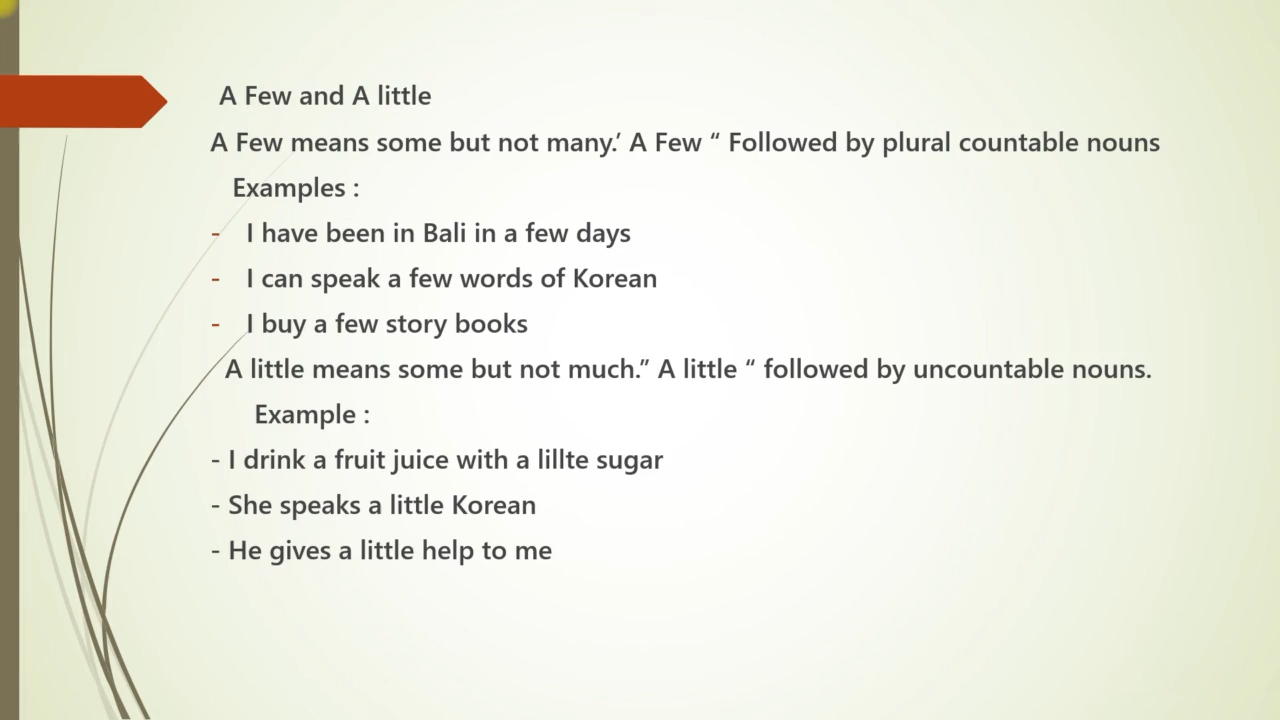 A Few and A little
A Few means some but not many.’ A Few “ Followed by plural countable nouns
Examples :
- I have been in Bali in a few days
- I can speak a few words of Korean
- I buy a few story books
A little means some but not much.” A little “ followed by uncountable nouns.
Example :
- I drink a fruit juice with a lillte sugar
- She speaks a little Korean
- He gives a little help to me